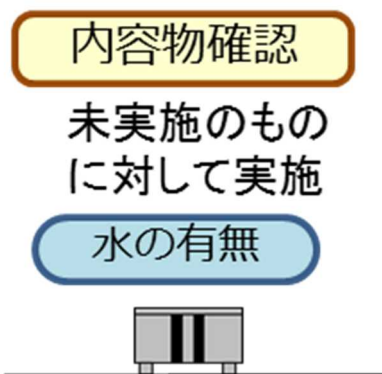 内容物確認
未実施のもの
に対して実施
水の有無